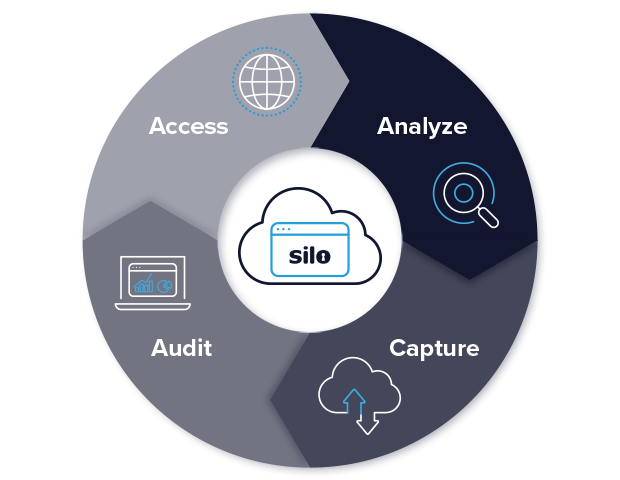 Access
Analyze
silo
Audit
Capture